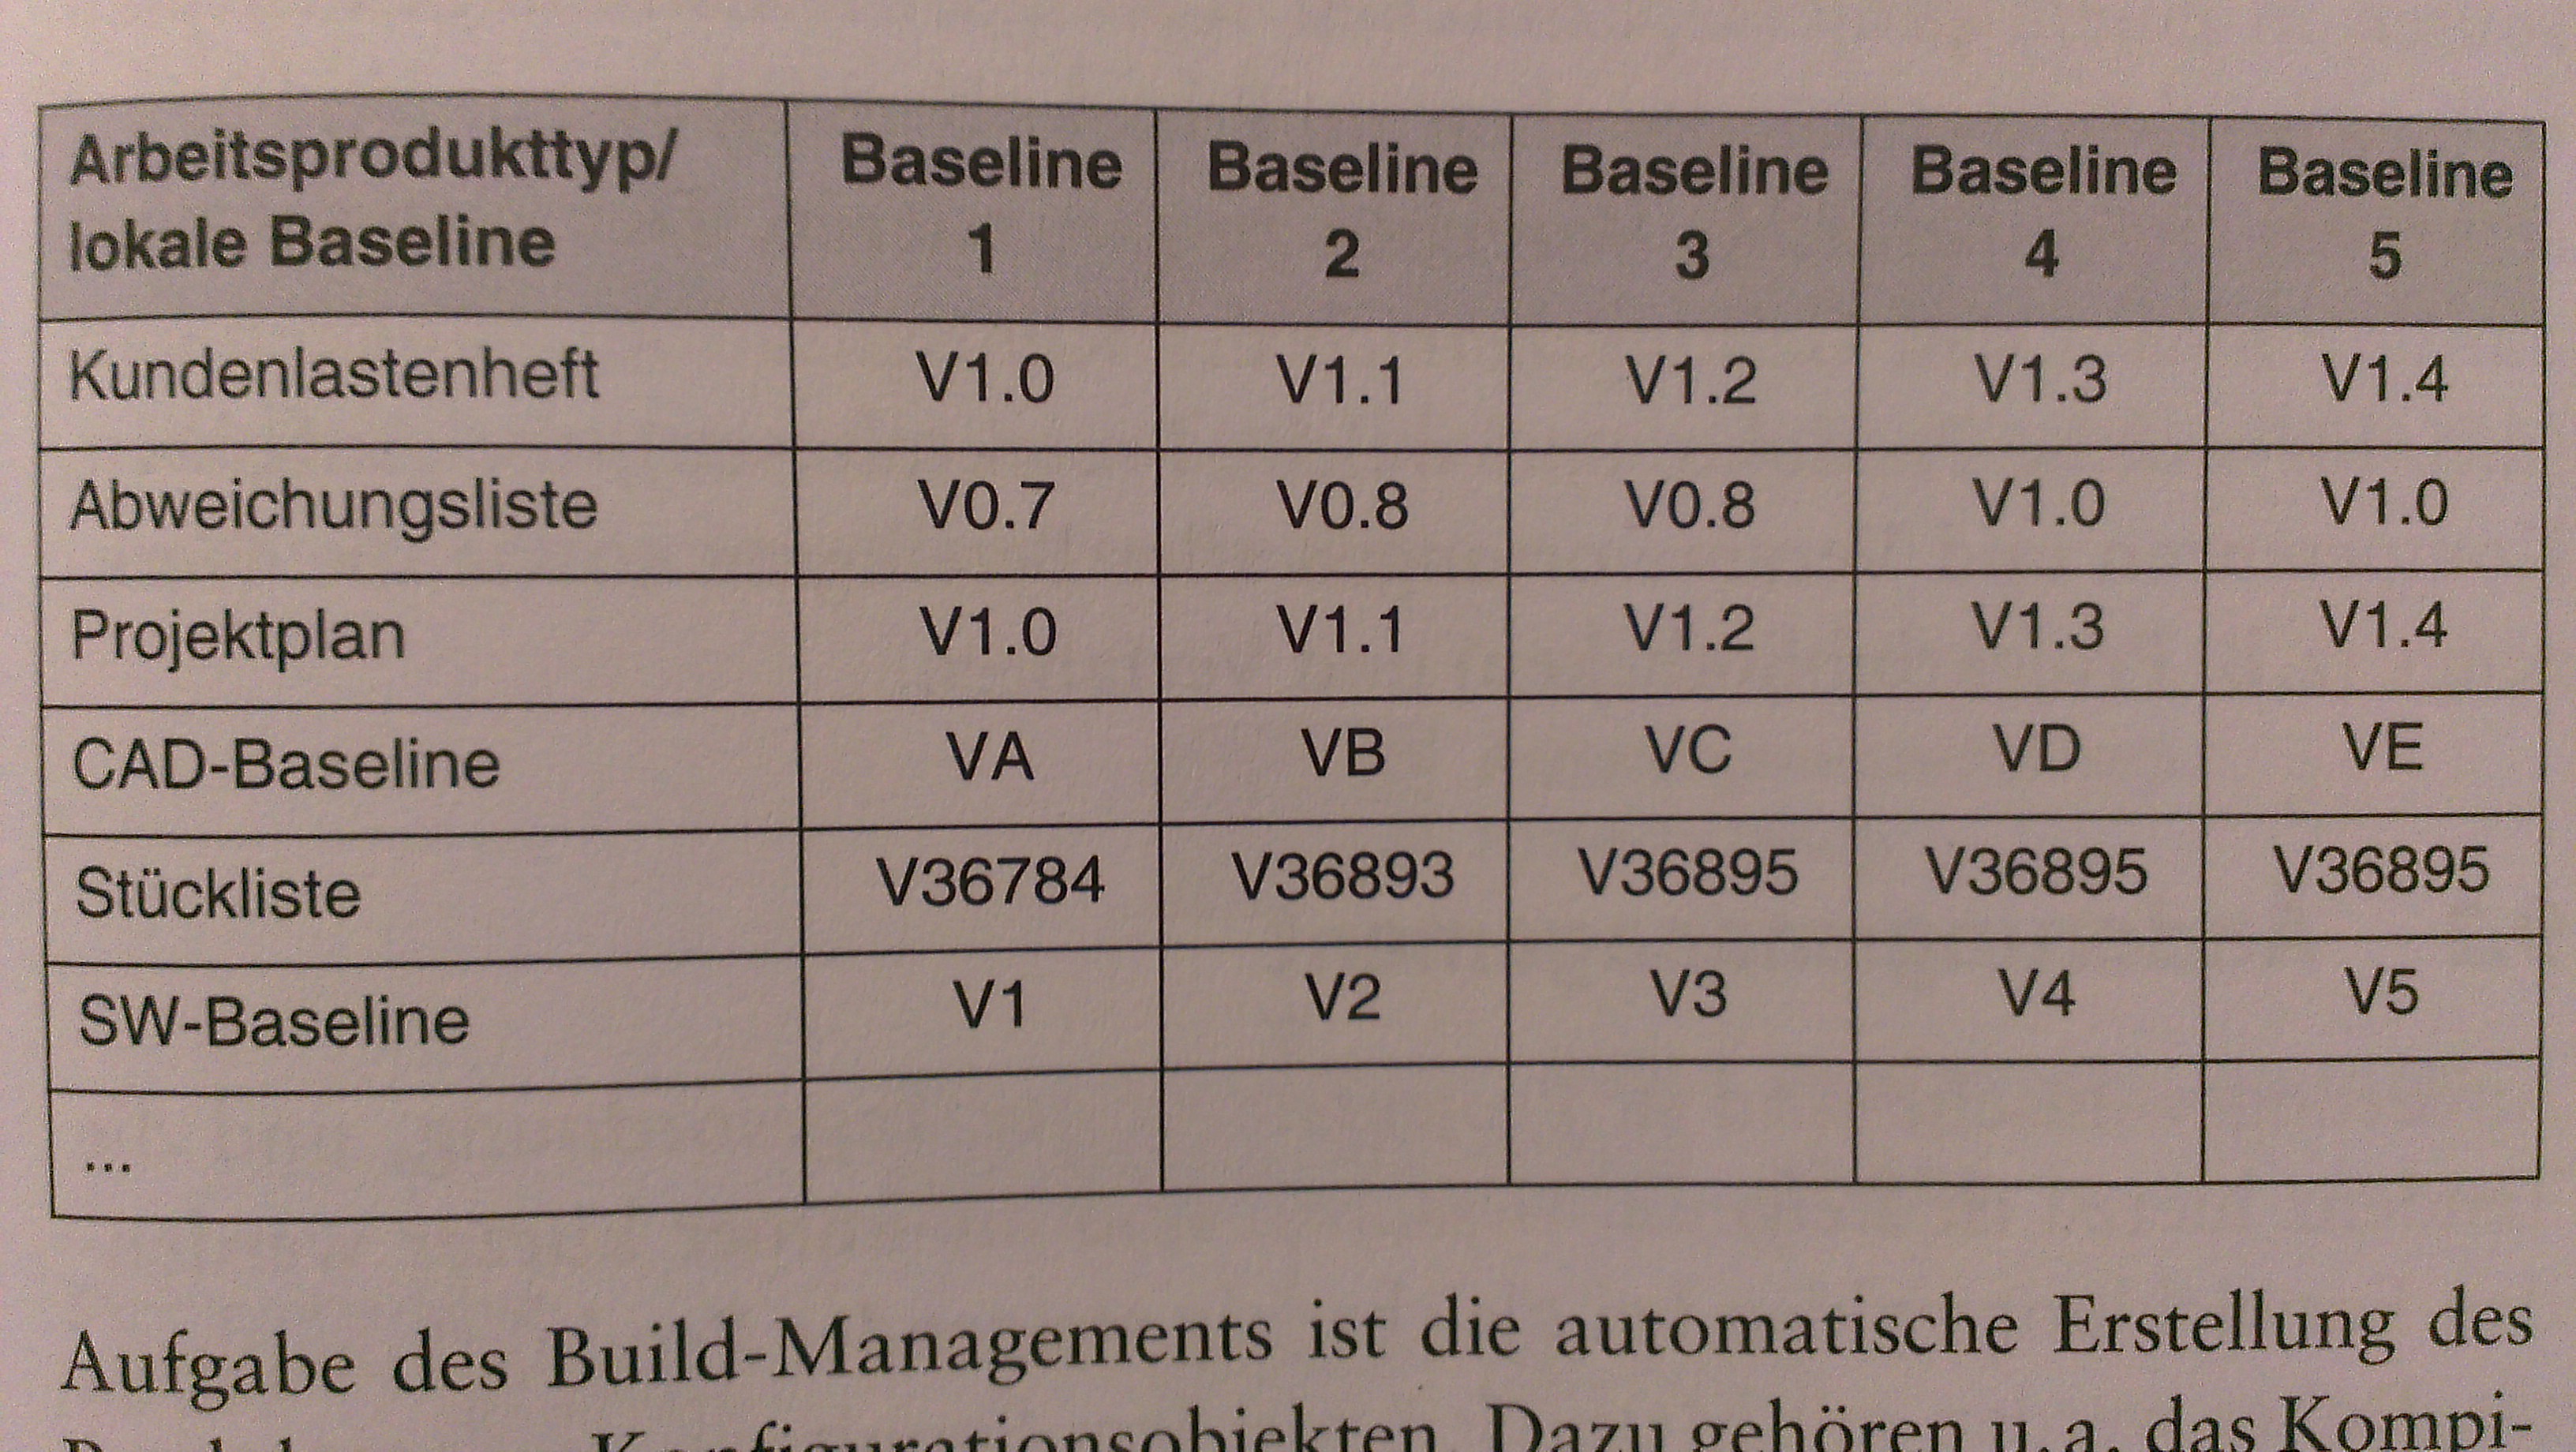 Arbeitsprodukttyp/ lokale Baseline Baseline 1 Baseline 2 Baseline 3 Baseline 4 Baseline 5
Kundenlastenheft V1.0 V1.1 V1.2 V1.3 V1.4
Abweichungsliste V0.7 V0.8 V0.8 V1.0 V1.0
Projektplan V1.0 V1.1 V1.2 V1.3 V1.4
CAD-Baseline VA VB VC VD VE
Stückliste V36784 V36893 V36895 V36895 V36895
SW-Baseline V1 V2 V3 V4 V5
...
Aufgabe des Build-Managements ist die automatische Erstellung des
Konfigurationsobjekten. Dazu gehören u. a. das Kompi-